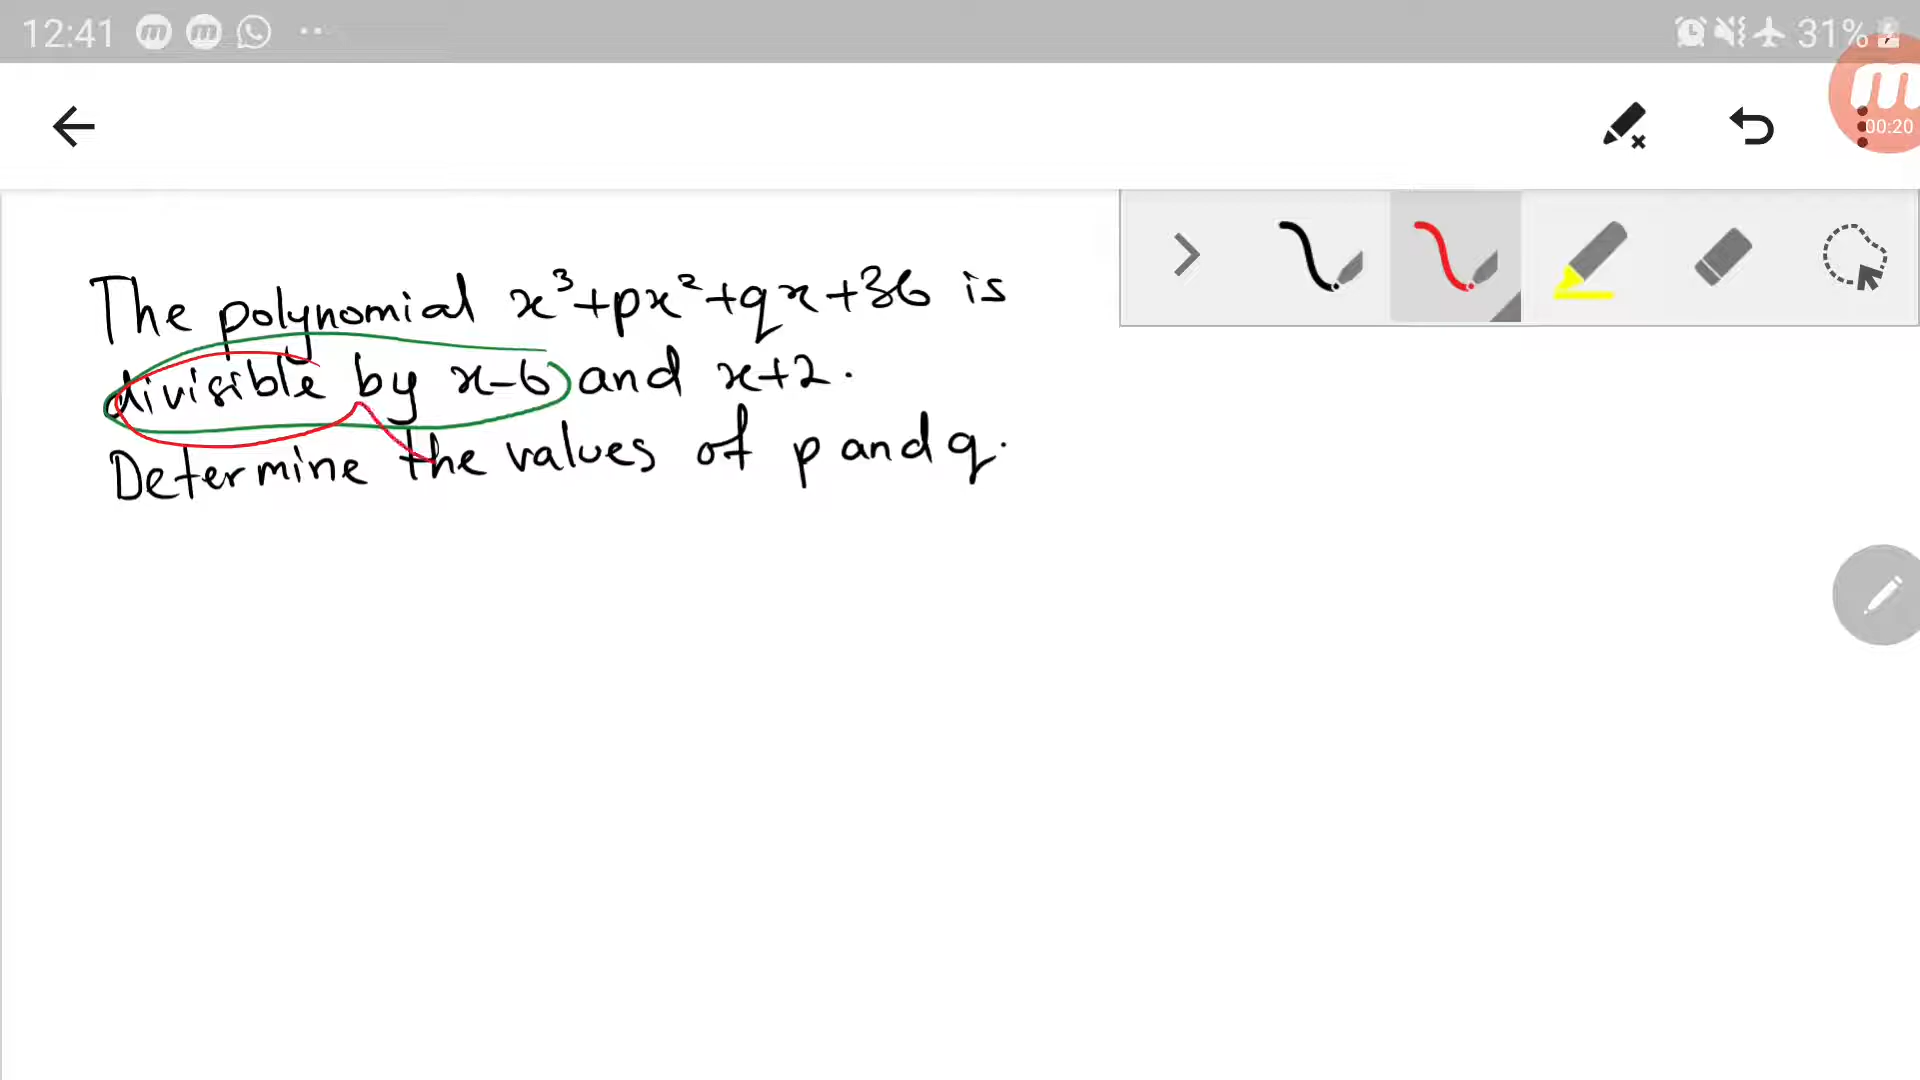 12:41
31%
00:20
The polynomial x³+px²+qx+36 is
divisible by x-6 and x+2.
Determine the values of p and q.